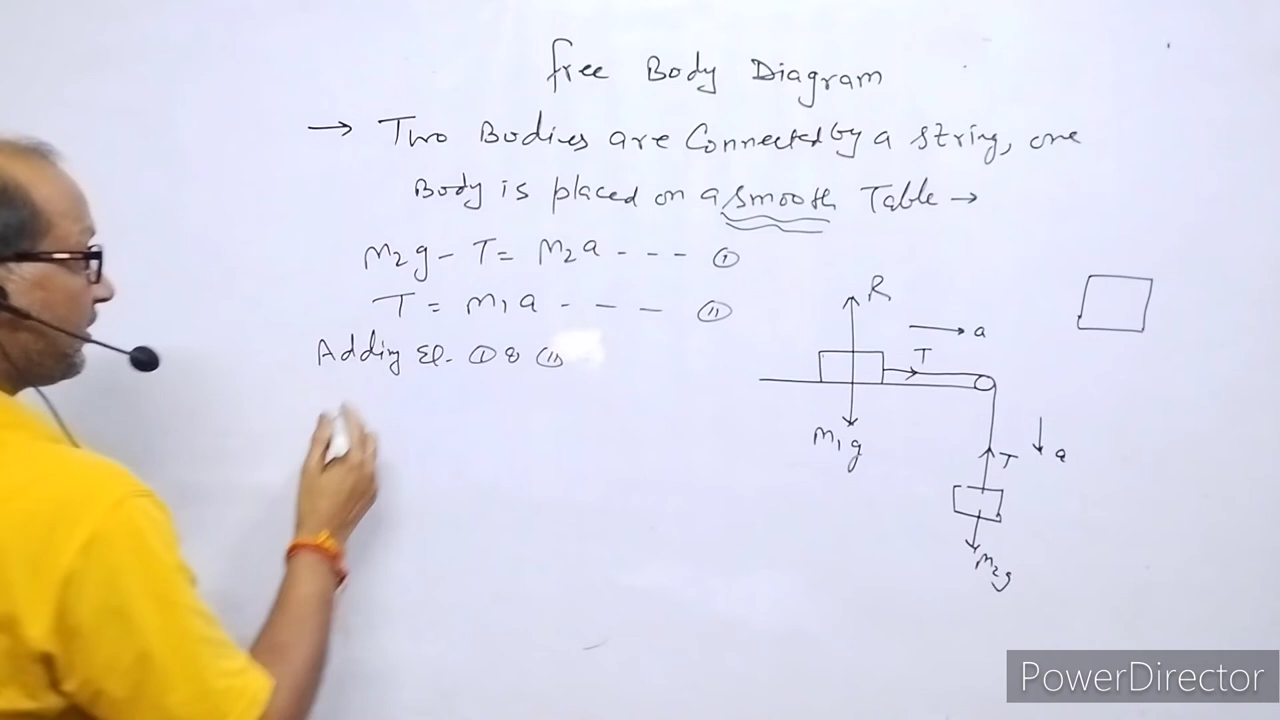 free Body Diagram
→ Two Bodies are Connected by a string, one
Body is placed on a smooth Table →
M2g - T = M2a - - - (I)
T = M1a - - - (II)
Adding Eq. (I) & (II)
R
a
T
M1g
T
a
M2g
PowerDirector